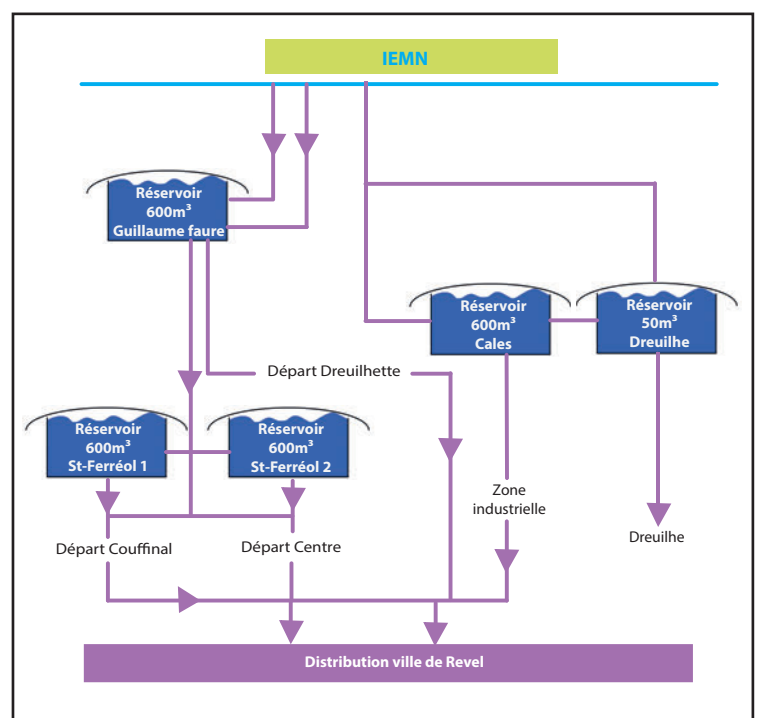 IEMN
Réservoir
600m³
Guillaume faure
Réservoir
600m³
Cales
Réservoir
50m³
Dreuilhe
Départ Dreuilhette
Réservoir
600m³
St-Ferréol 1
Réservoir
600m³
St-Ferréol 2
Zone
industrielle
Dreuilhe
Départ Couffinal
Départ Centre
Distribution ville de Revel